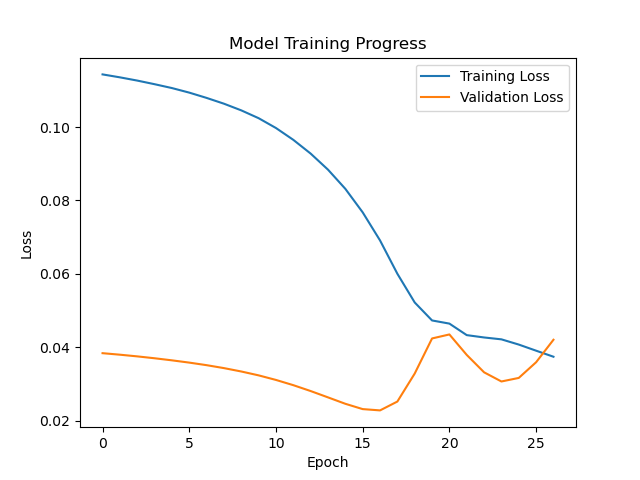 Model Training Progress
Training Loss
Validation Loss
0.10
0.08
0.06
0.04
0.02
Loss
0 5 10 15 20 25
Epoch